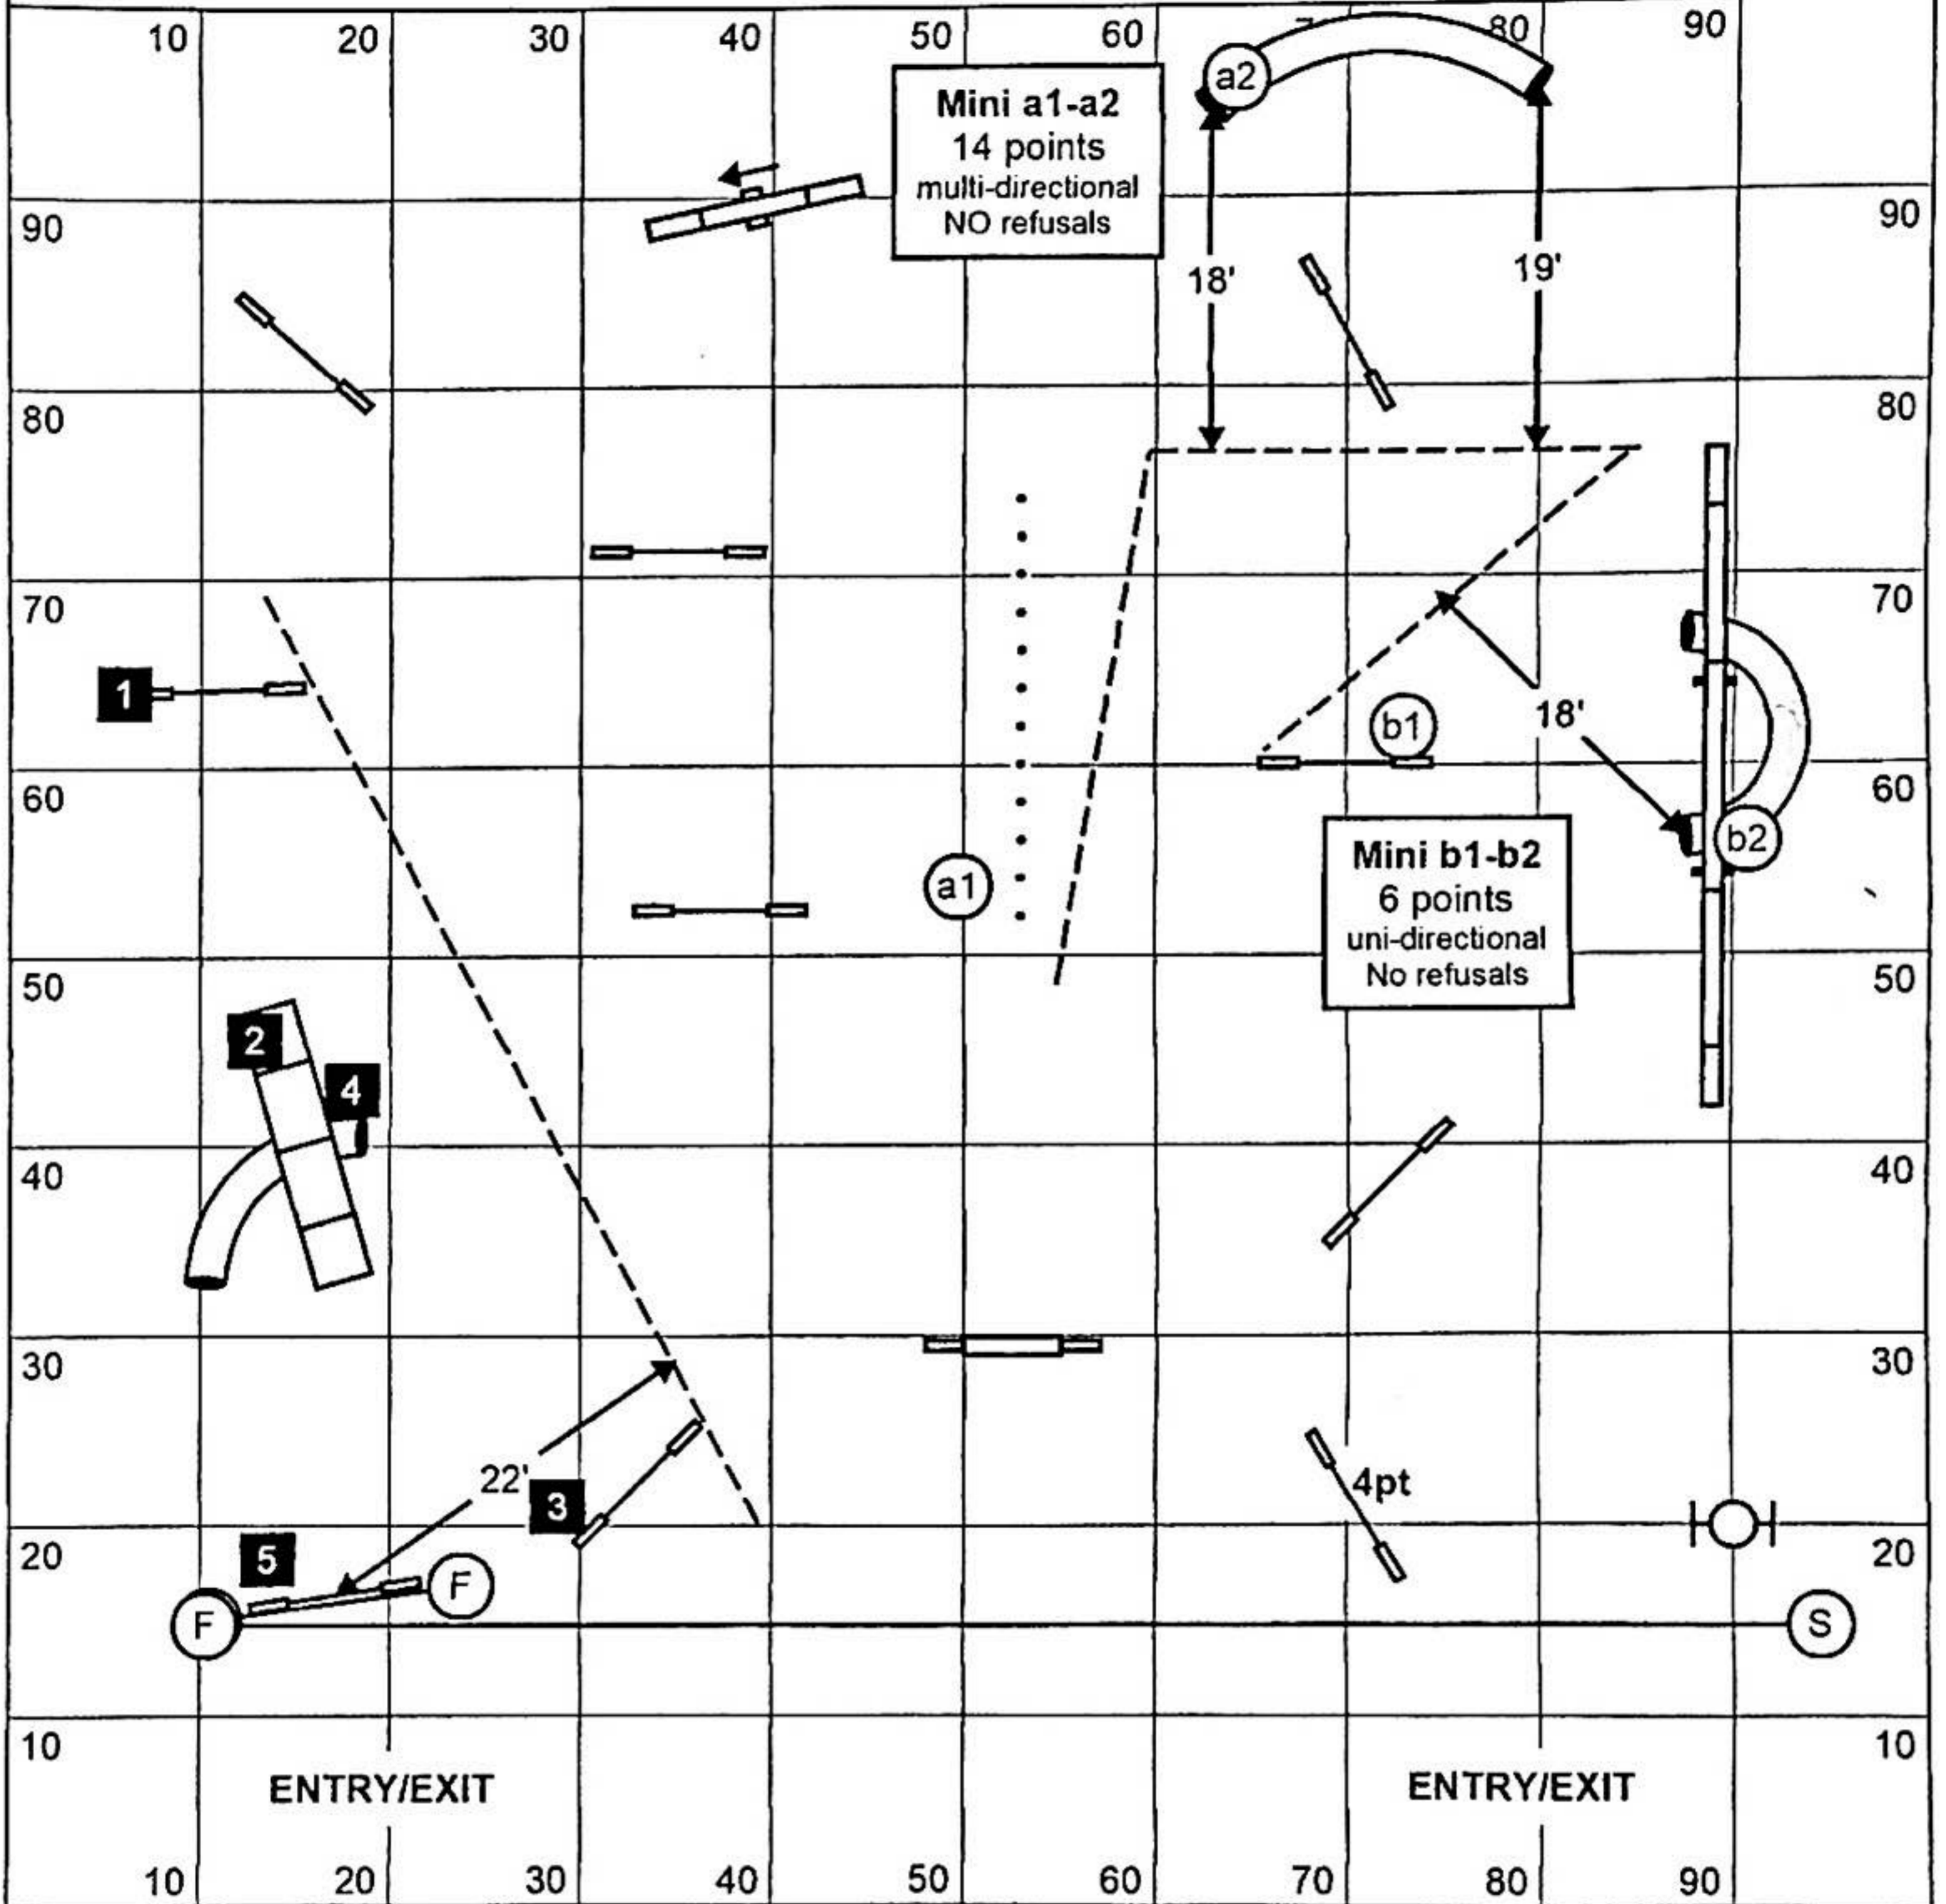 10 20 30 40 50 60 7 80 90
a2
Mini a1-a2
14 points
multi-directional
NO refusals
90 90
18' 19'
80 80
70 70
1
b1
18'
60 60
a1
Mini b1-b2
6 points
uni-directional
No refusals
b2
50 50
2
4
40 40
30 30
22'
3
4pt
20 20
5
F
F
S
10 10
ENTRY/EXIT ENTRY/EXIT
10 20 30 40 50 60 70 80 90